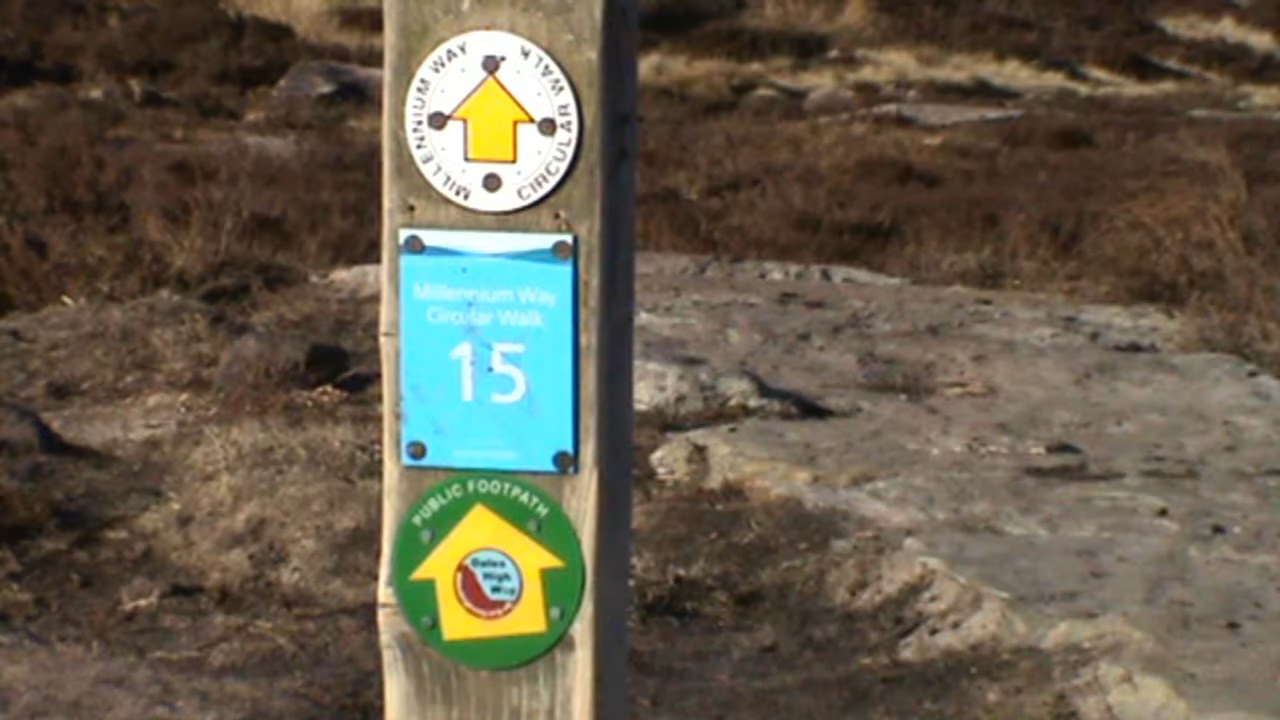 MILLENNIUM WAY
CIRCULAR WALK
Millennium Way
Circular Walk
15
PUBLIC FOOTPATH
Dales
High
Way